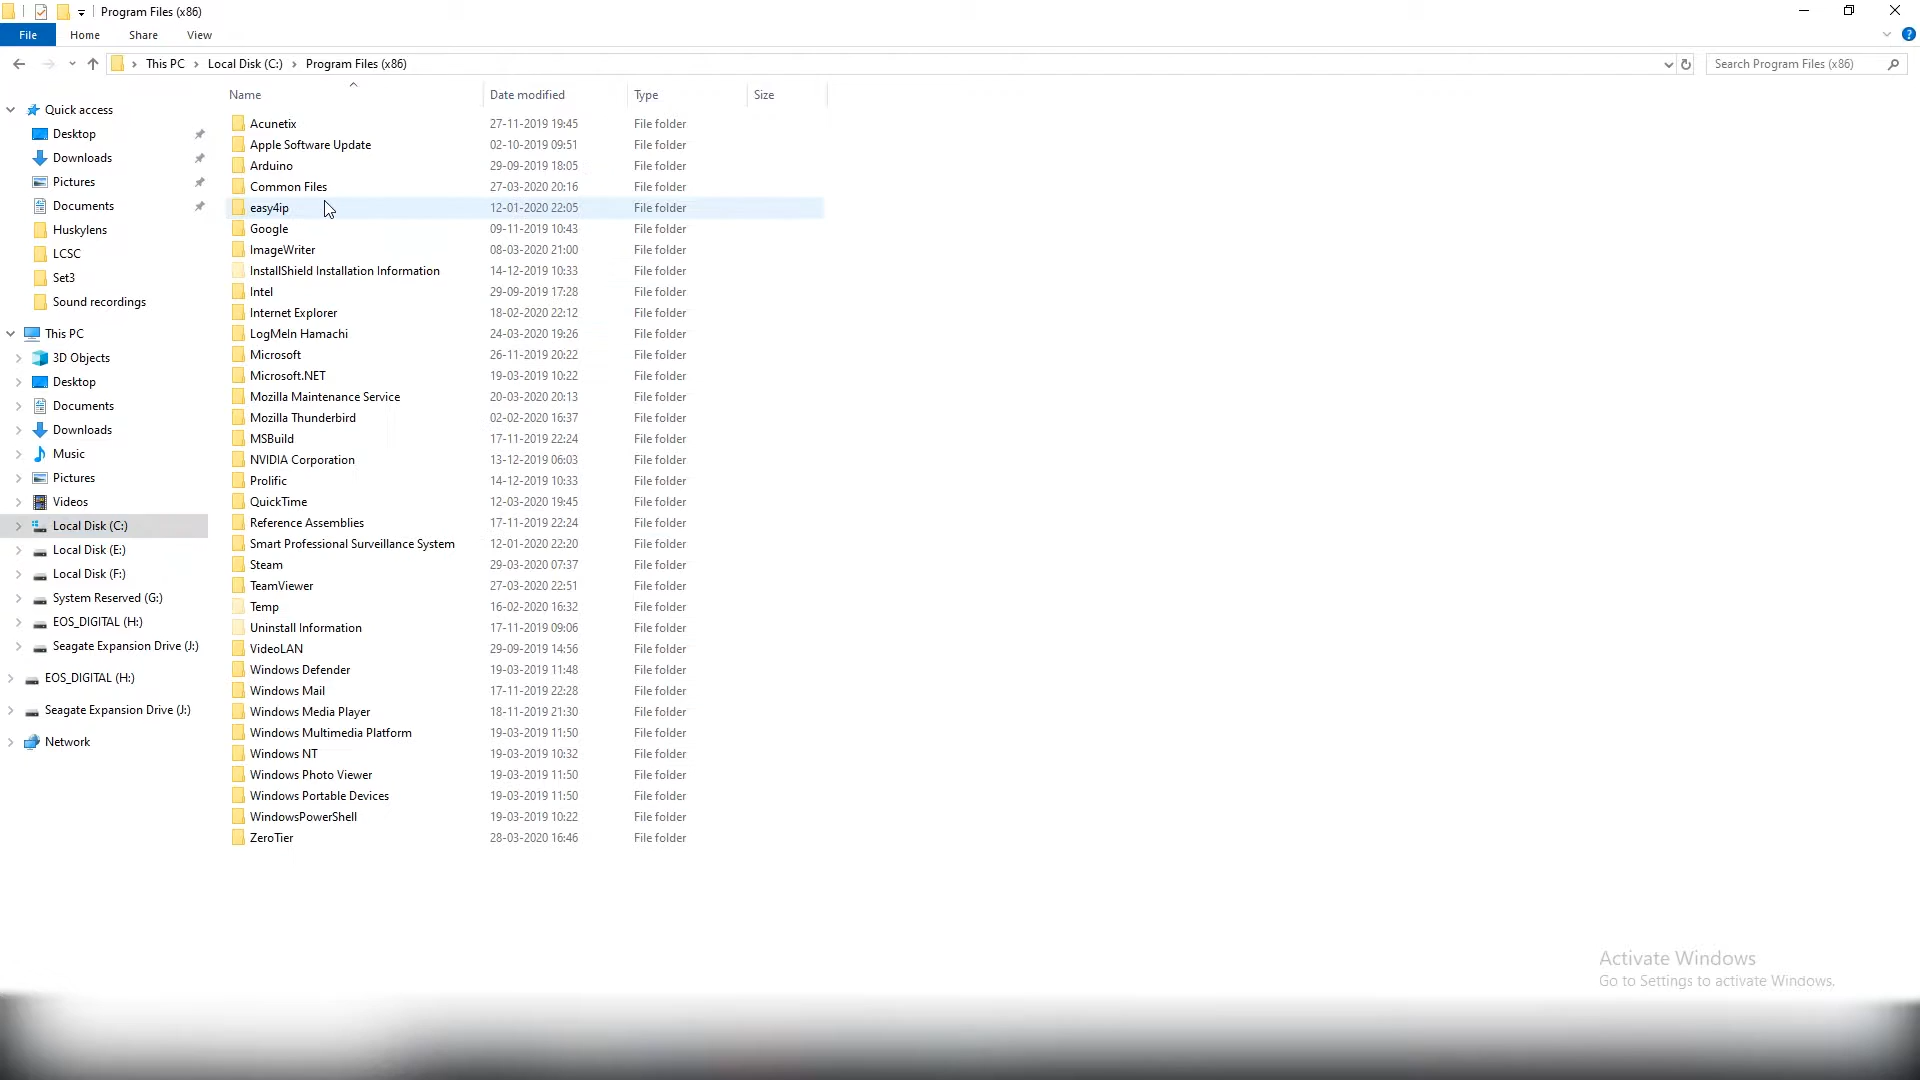 Program Files (x86)
File Home Share View
This PC Local Disk (C:) Program Files (x86)
Search Program Files (x86)
Name Date modified Type Size
Quick access
Desktop
Downloads
Pictures
Documents
Huskylens
LCSC
Set3
Sound recordings
This PC
3D Objects
Desktop
Documents
Downloads
Music
Pictures
Videos
Local Disk (C:)
Local Disk (E:)
Local Disk (F:)
System Reserved (G:)
EOS_DIGITAL (H:)
Seagate Expansion Drive (J:)
EOS_DIGITAL (H:)
Seagate Expansion Drive (J:)
Network
Acunetix 27-11-2019 19:45 File folder
Apple Software Update 02-10-2019 09:51 File folder
Arduino 29-09-2019 18:05 File folder
Common Files 27-03-2020 20:16 File folder
easy4ip 12-01-2020 22:05 File folder
Google 09-11-2019 10:43 File folder
ImageWriter 08-03-2020 21:00 File folder
InstallShield Installation Information 14-12-2019 10:33 File folder
Intel 29-09-2019 17:28 File folder
Internet Explorer 18-02-2020 22:12 File folder
LogMeIn Hamachi 24-03-2020 19:26 File folder
Microsoft 26-11-2019 20:22 File folder
Microsoft.NET 19-03-2019 10:22 File folder
Mozilla Maintenance Service 20-03-2020 20:13 File folder
Mozilla Thunderbird 02-02-2020 16:37 File folder
MSBuild 17-11-2019 22:24 File folder
NVIDIA Corporation 13-12-2019 06:03 File folder
Prolific 14-12-2019 10:33 File folder
QuickTime 12-03-2020 19:45 File folder
Reference Assemblies 17-11-2019 22:24 File folder
Smart Professional Surveillance System 12-01-2020 22:20 File folder
Steam 29-03-2020 07:37 File folder
TeamViewer 27-03-2020 22:51 File folder
Temp 16-02-2020 16:32 File folder
Uninstall Information 17-11-2019 09:06 File folder
VideoLAN 29-09-2019 14:56 File folder
Windows Defender 19-03-2019 11:48 File folder
Windows Mail 17-11-2019 22:28 File folder
Windows Media Player 18-11-2019 21:30 File folder
Windows Multimedia Platform 19-03-2019 11:50 File folder
Windows NT 19-03-2019 10:32 File folder
Windows Photo Viewer 19-03-2019 11:50 File folder
Windows Portable Devices 19-03-2019 11:50 File folder
WindowsPowerShell 19-03-2019 10:22 File folder
ZeroTier 28-03-2020 16:46 File folder
Activate Windows
Go to Settings to activate Windows.